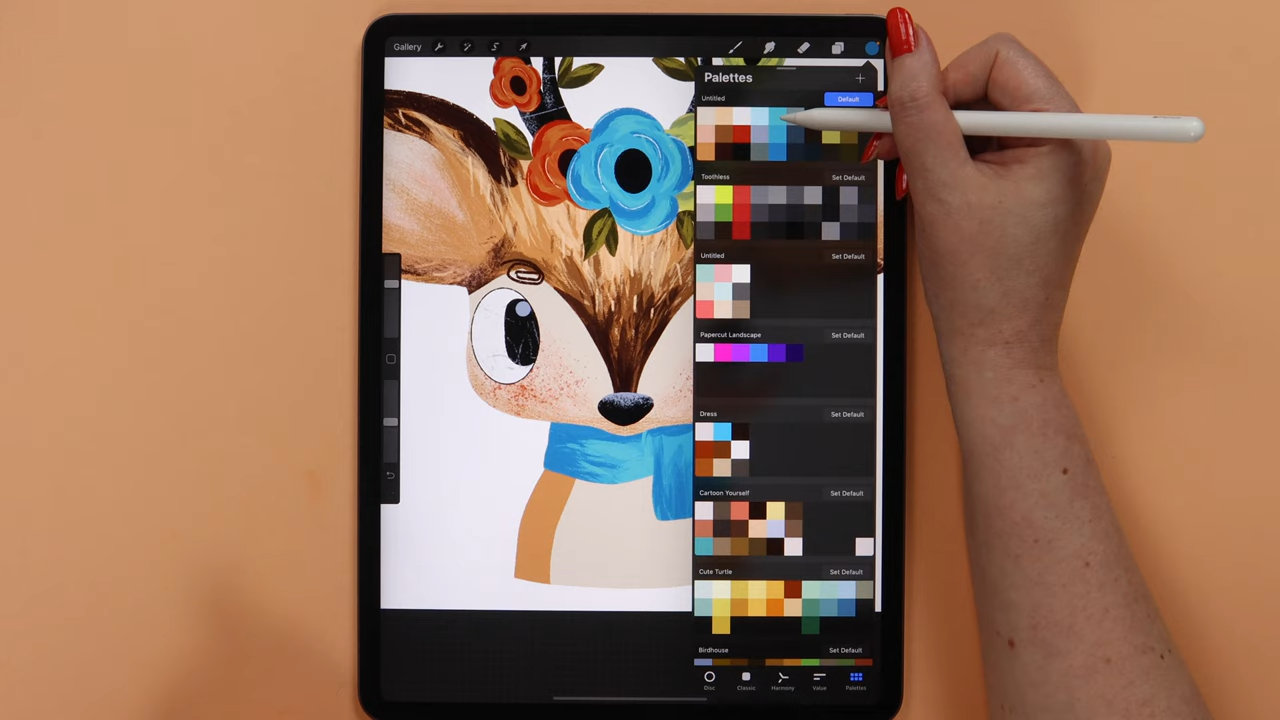 Gallery
Palettes
Untitled
Default
Toothless
Set Default
Untitled
Set Default
Papercut Landscape
Set Default
Dress
Set Default
Cartoon Yourself
Set Default
Cute Turtle
Set Default
Birdhouse
Set Default
Disc
Classic
Harmony
Value
Palettes